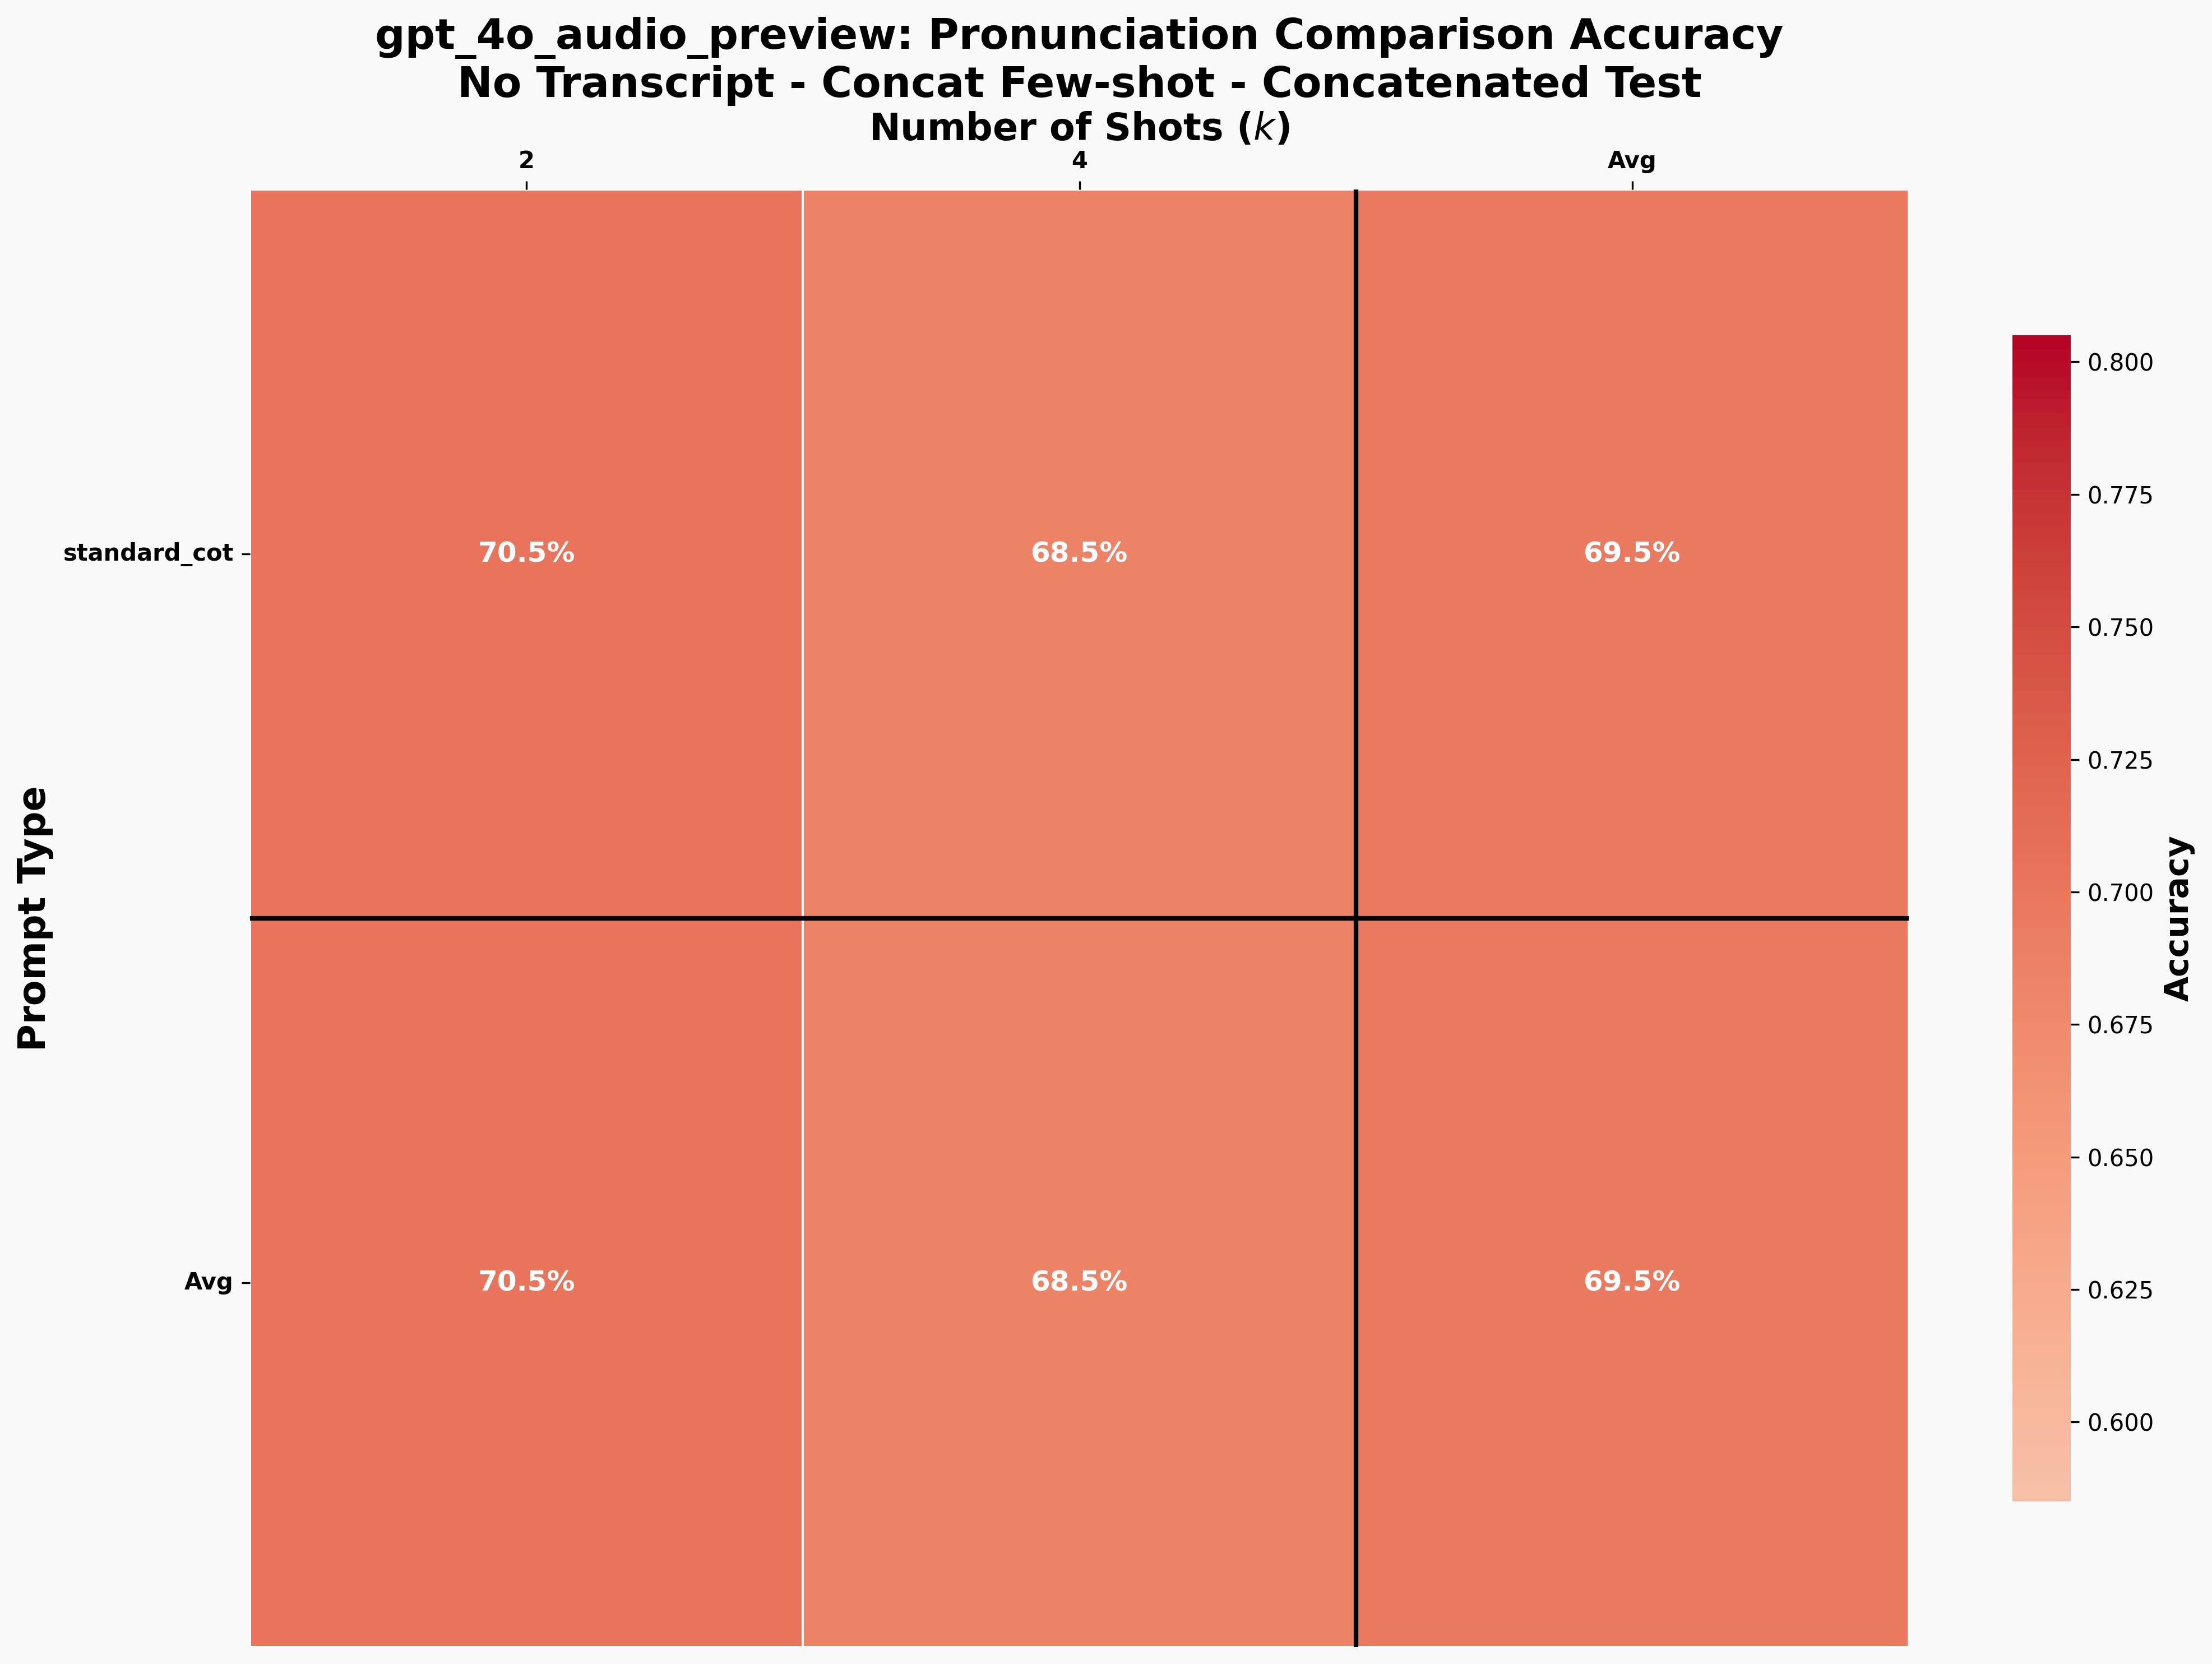 gpt_4o_audio_preview: Pronunciation Comparison Accuracy
No Transcript - Concat Few-shot - Concatenated Test
Number of Shots (k)
2 4 Avg
standard_cot 70.5% 68.5% 69.5%
Avg 70.5% 68.5% 69.5%
Prompt Type
0.800
0.775
0.750
0.725
0.700
0.675
0.650
0.625
0.600
Accuracy